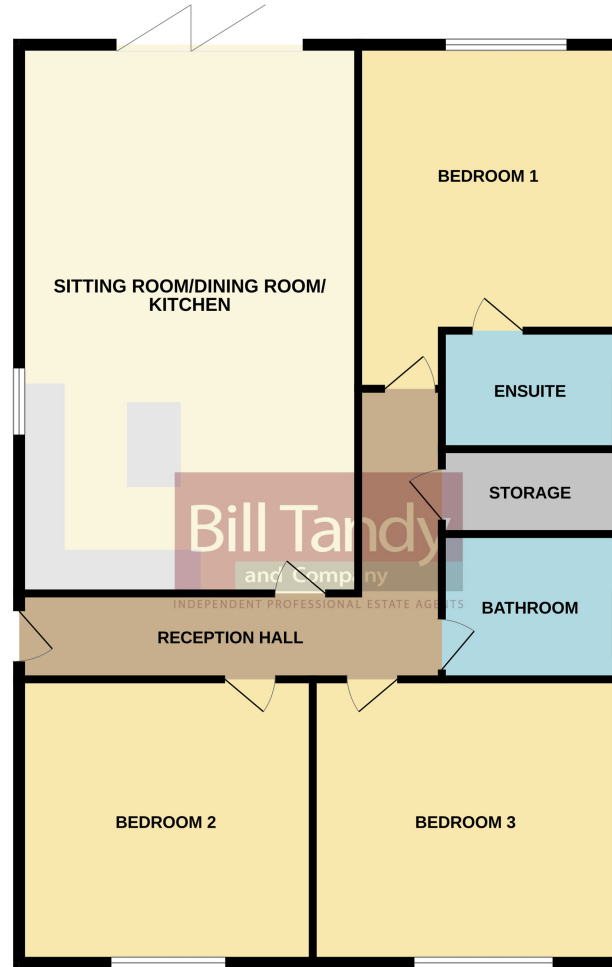 BEDROOM 1
SITTING ROOM/DINING ROOM/
KITCHEN
ENSUITE
STORAGE
Bill Tandy
and Company
INDEPENDENT PROFESSIONAL ESTATE AGENTS
BATHROOM
RECEPTION HALL
BEDROOM 2
BEDROOM 3